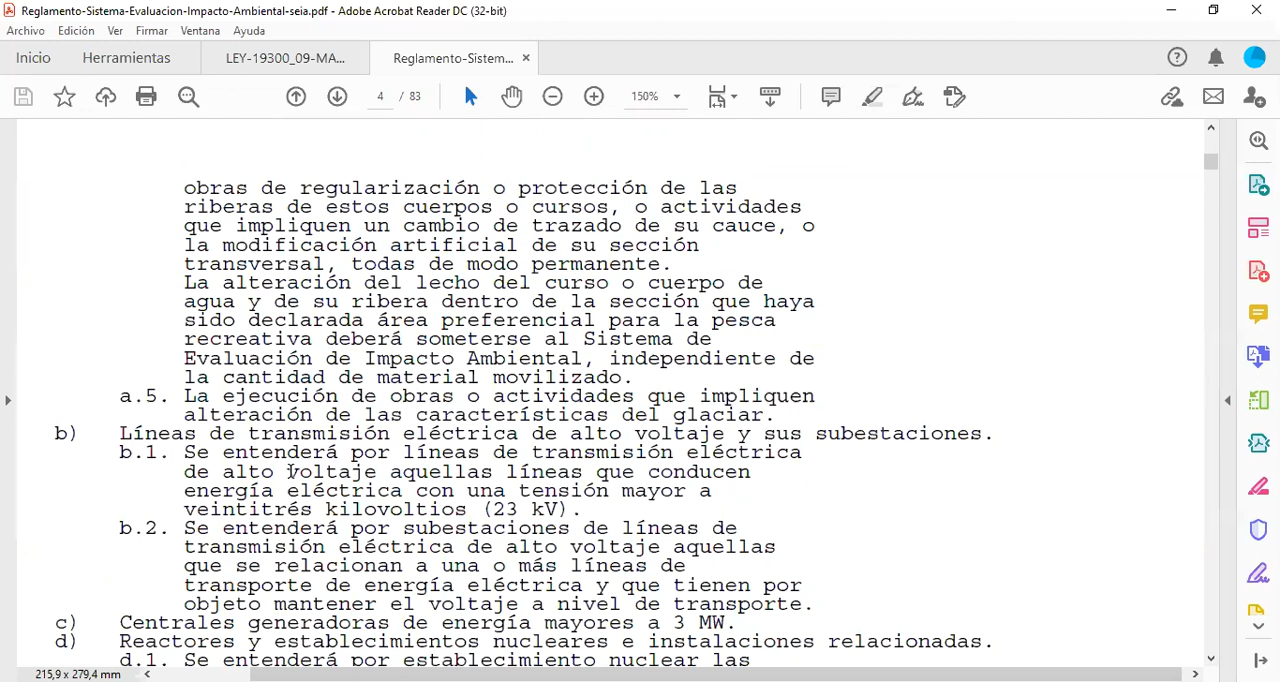 Reglamento-Sistema-Evaluacion-Impacto-Ambiental-seia.pdf - Adobe Acrobat Reader DC (32-bit)
Archivo Edición Ver Firmar Ventana Ayuda
Inicio Herramientas LEY-19300_09-MA... Reglamento-Sistem... ×
4 / 83 150%
obras de regularización o protección de las
riberas de estos cuerpos o cursos, o actividades
que impliquen un cambio de trazado de su cauce, o
la modificación artificial de su sección
transversal, todas de modo permanente.
La alteración del lecho del curso o cuerpo de
agua y de su ribera dentro de la sección que haya
sido declarada área preferencial para la pesca
recreativa deberá someterse al Sistema de
Evaluación de Impacto Ambiental, independiente de
la cantidad de material movilizado.
a.5. La ejecución de obras o actividades que impliquen
alteración de las características del glaciar.
b) Líneas de transmisión eléctrica de alto voltaje y sus subestaciones.
b.1. Se entenderá por líneas de transmisión eléctrica
de alto voltaje aquellas líneas que conducen
energía eléctrica con una tensión mayor a
veintitrés kilovoltios (23 kV).
b.2. Se entenderá por subestaciones de líneas de
transmisión eléctrica de alto voltaje aquellas
que se relacionan a una o más líneas de
transporte de energía eléctrica y que tienen por
objeto mantener el voltaje a nivel de transporte.
c) Centrales generadoras de energía mayores a 3 MW.
d) Reactores y establecimientos nucleares e instalaciones relacionadas.
d.1. Se entenderá por establecimiento nuclear las
215,9 x 279,4 mm